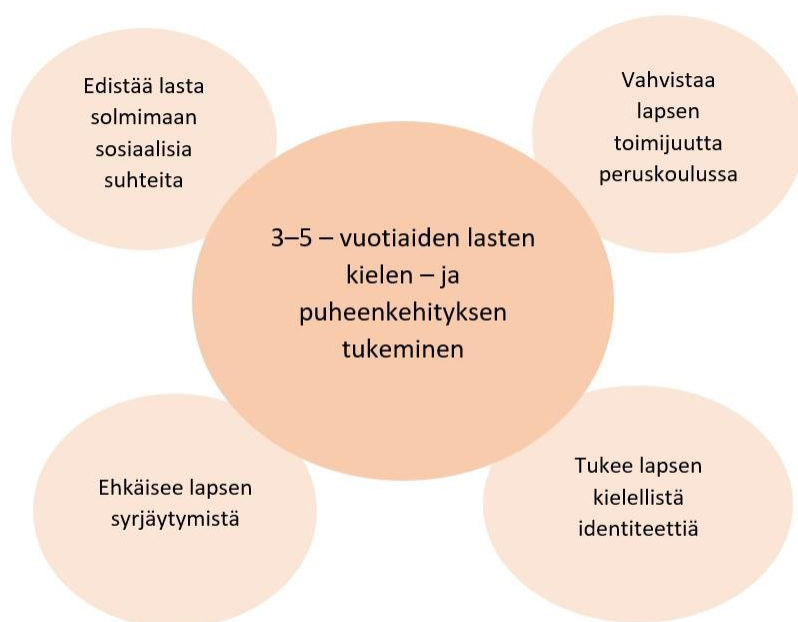 Edistää lasta
solmimaan
sosiaalisia
suhteita
Vahvistaa
lapsen
toimijuutta
peruskoulussa
3–5 – vuotiaiden lasten
kielen – ja
puheenkehityksen
tukeminen
Ehkäisee lapsen
syrjäytymistä
Tukee lapsen
kielellistä
identiteettiä